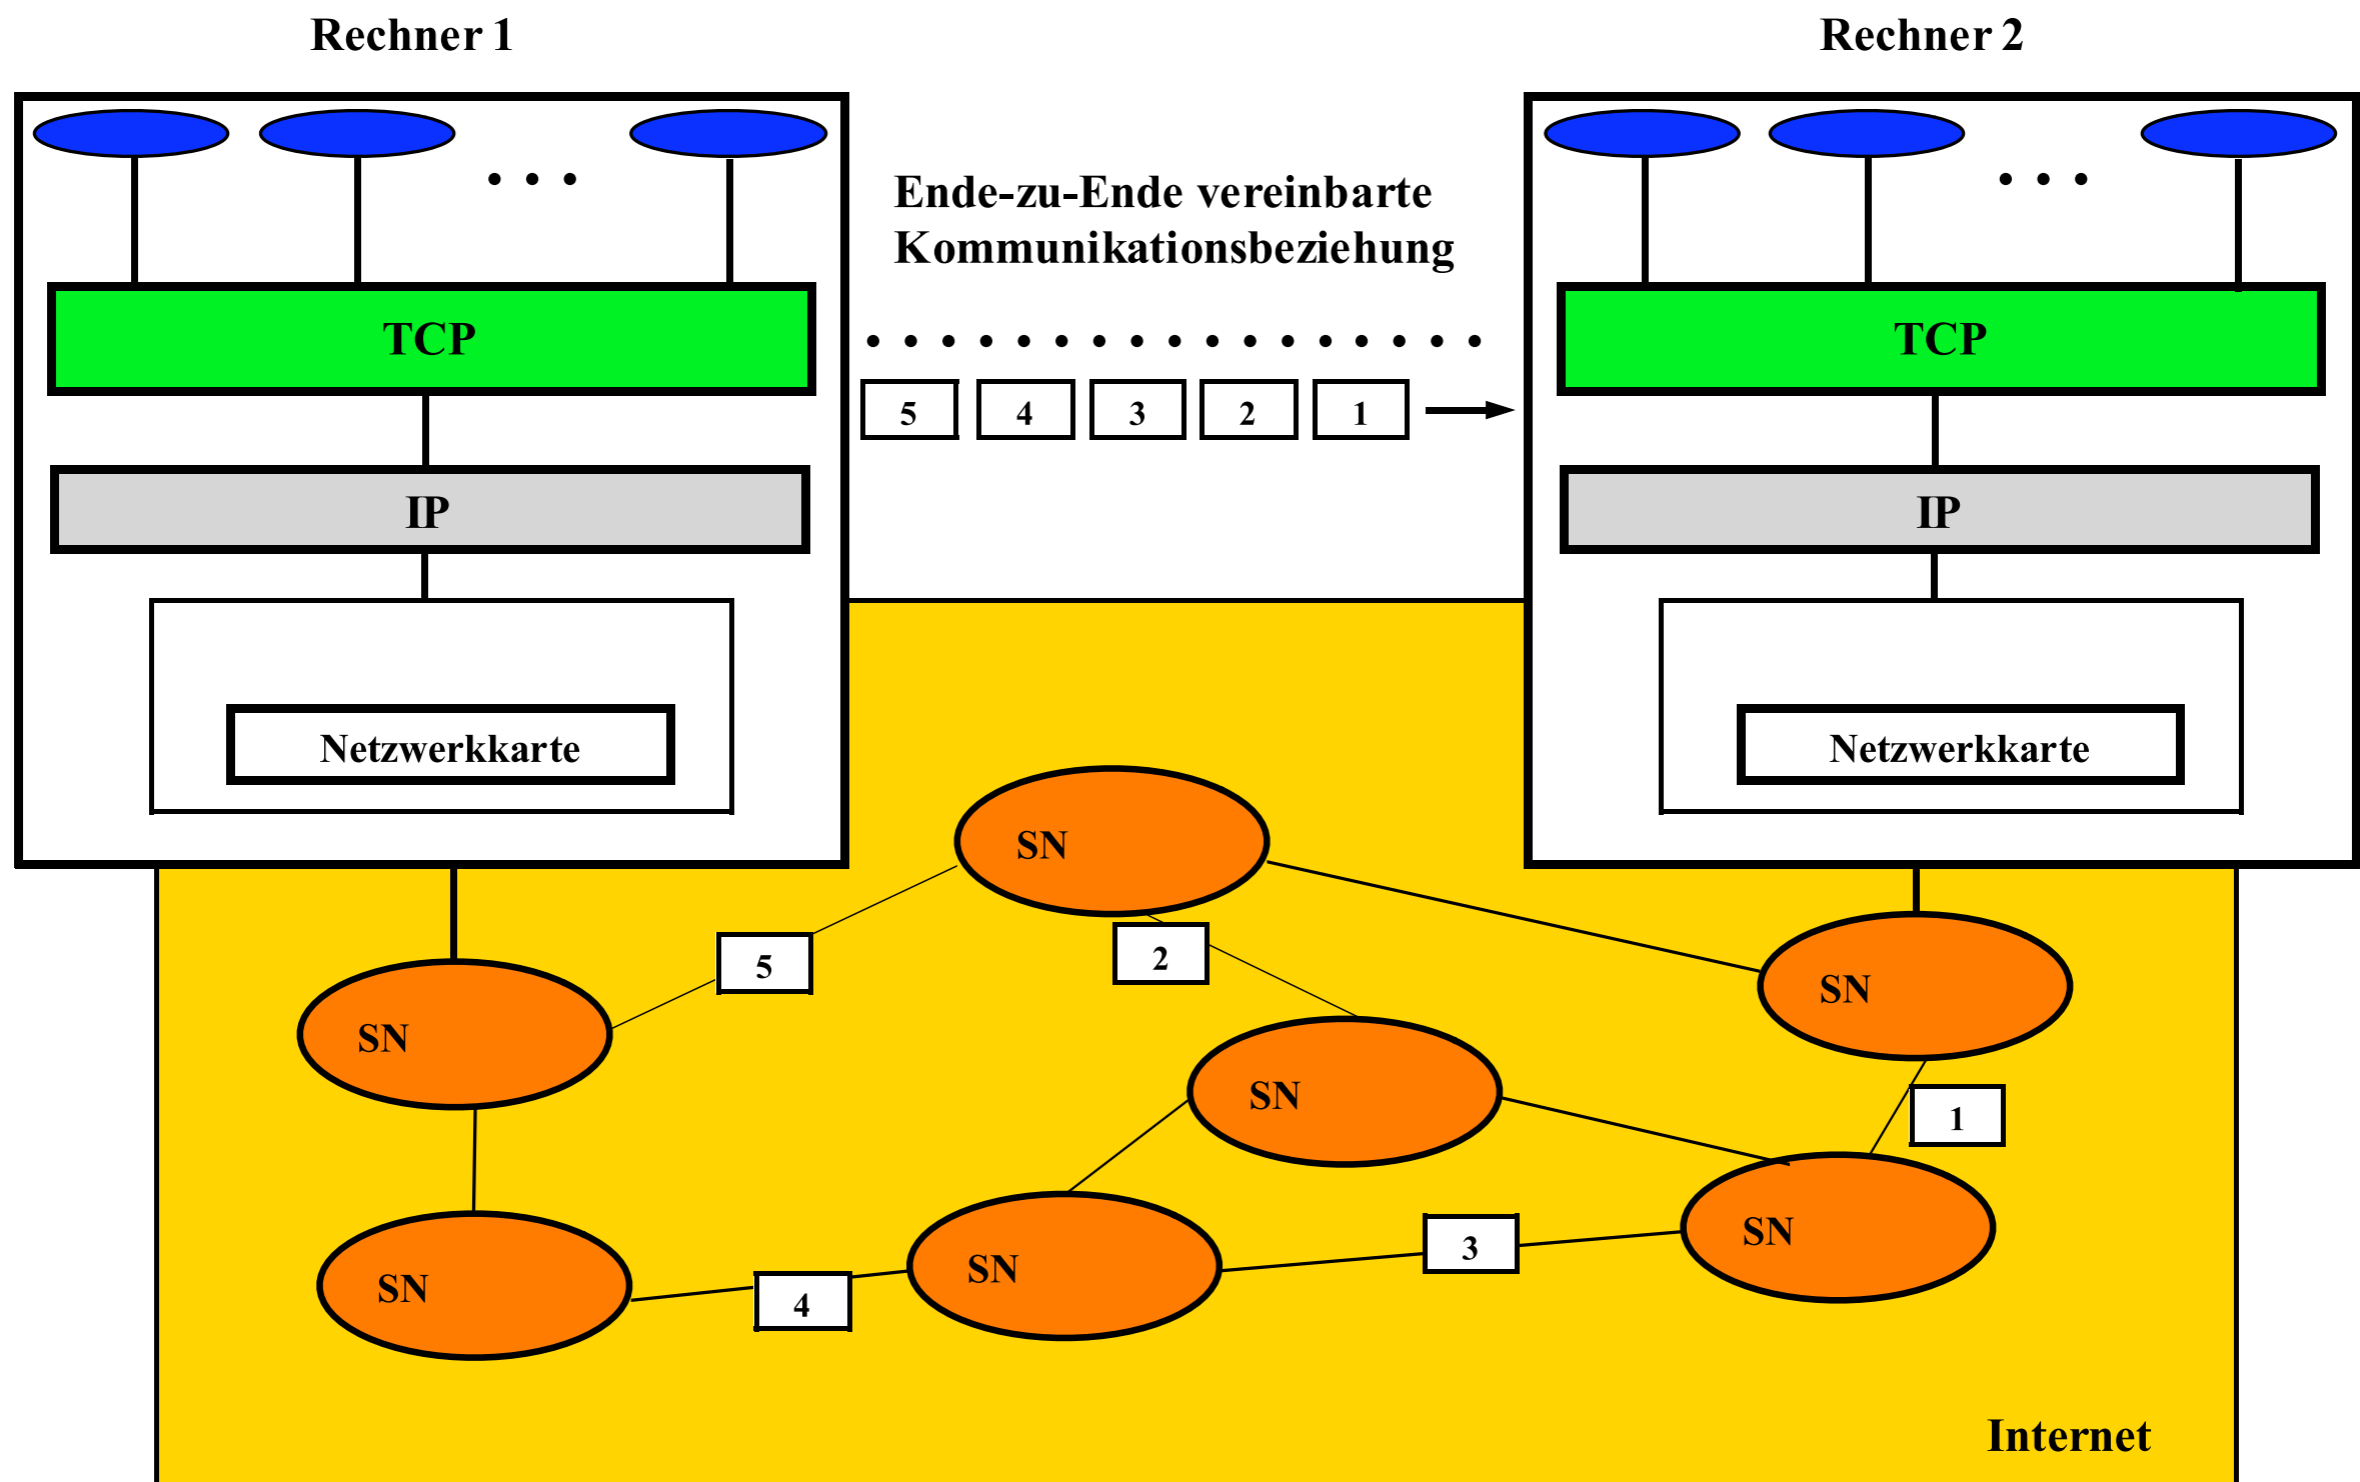 Rechner 1
Rechner 2
Ende-zu-Ende vereinbarte
Kommunikationsbeziehung
TCP
TCP
5 4 3 2 1
IP
IP
Netzwerkkarte
Netzwerkkarte
SN
2
5
SN
SN
SN
1
SN
SN
3
SN
4
Internet